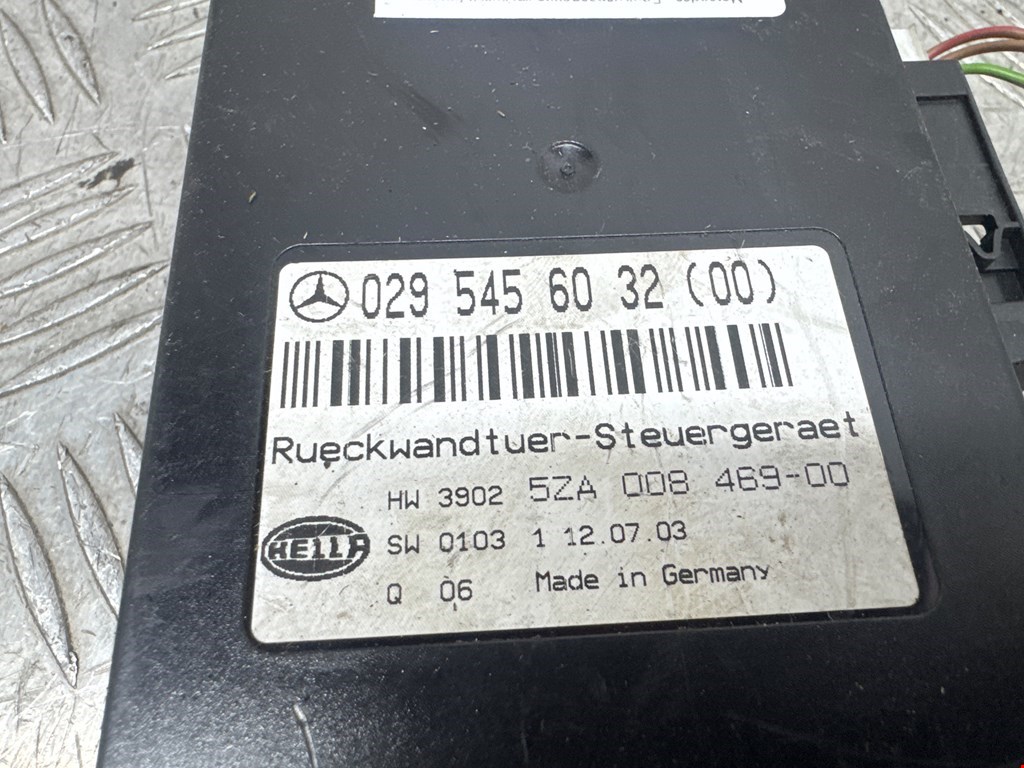 029 545 60 32 (00)
Rueckwandtuer-Steuergeraet
HW 3902 5ZA 008 469-00
HELLA SW 0103 1 12.07.03
Q 06 Made in Germany